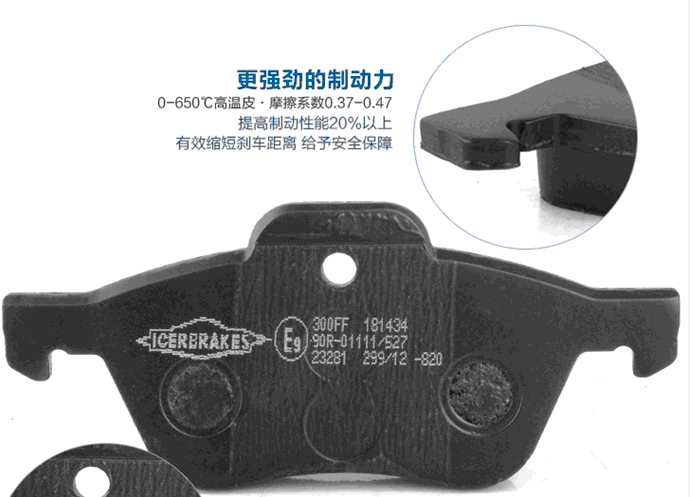 更强劲的制动力
0-650℃高温皮·摩擦系数0.37-0.47
提高制动性能20%以上
有效缩短刹车距离 给予安全保障
ICERBRAKES
E9
300FF 181434
90R-01111/527
23281 299/12 -820